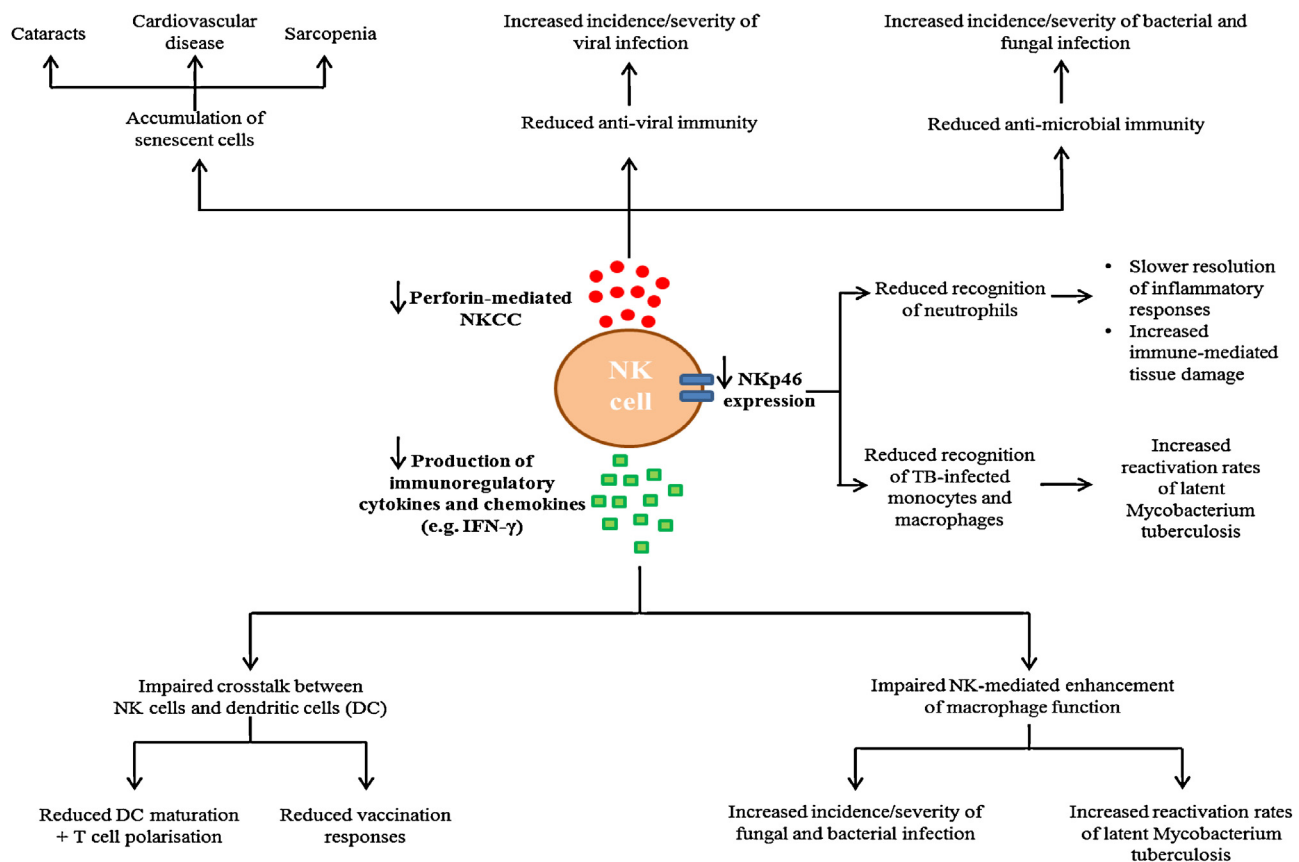 Cataracts
Cardiovascular
disease
Sarcopenia
Increased incidence/severity of
viral infection
Increased incidence/severity of bacterial and
fungal infection
Accumulation of
senescent cells
Reduced anti-viral immunity
Reduced anti-microbial immunity
↓ Perforin-mediated
NKCC
NK
cell
↓ NKp46
expression
Reduced recognition
of neutrophils
• Slower resolution
of inflammatory
responses
• Increased
immune-mediated
tissue damage
↓ Production of
immunoregulatory
cytokines and chemokines
(e.g. IFN-γ)
Reduced recognition
of TB-infected
monocytes and
macrophages
Increased
reactivation rates
of latent
Mycobacterium
tuberculosis
Impaired crosstalk between
NK cells and dendritic cells (DC)
Impaired NK-mediated enhancement
of macrophage function
Reduced DC maturation
+ T cell polarisation
Reduced vaccination
responses
Increased incidence/severity of
fungal and bacterial infection
Increased reactivation rates
of latent Mycobacterium
tuberculosis